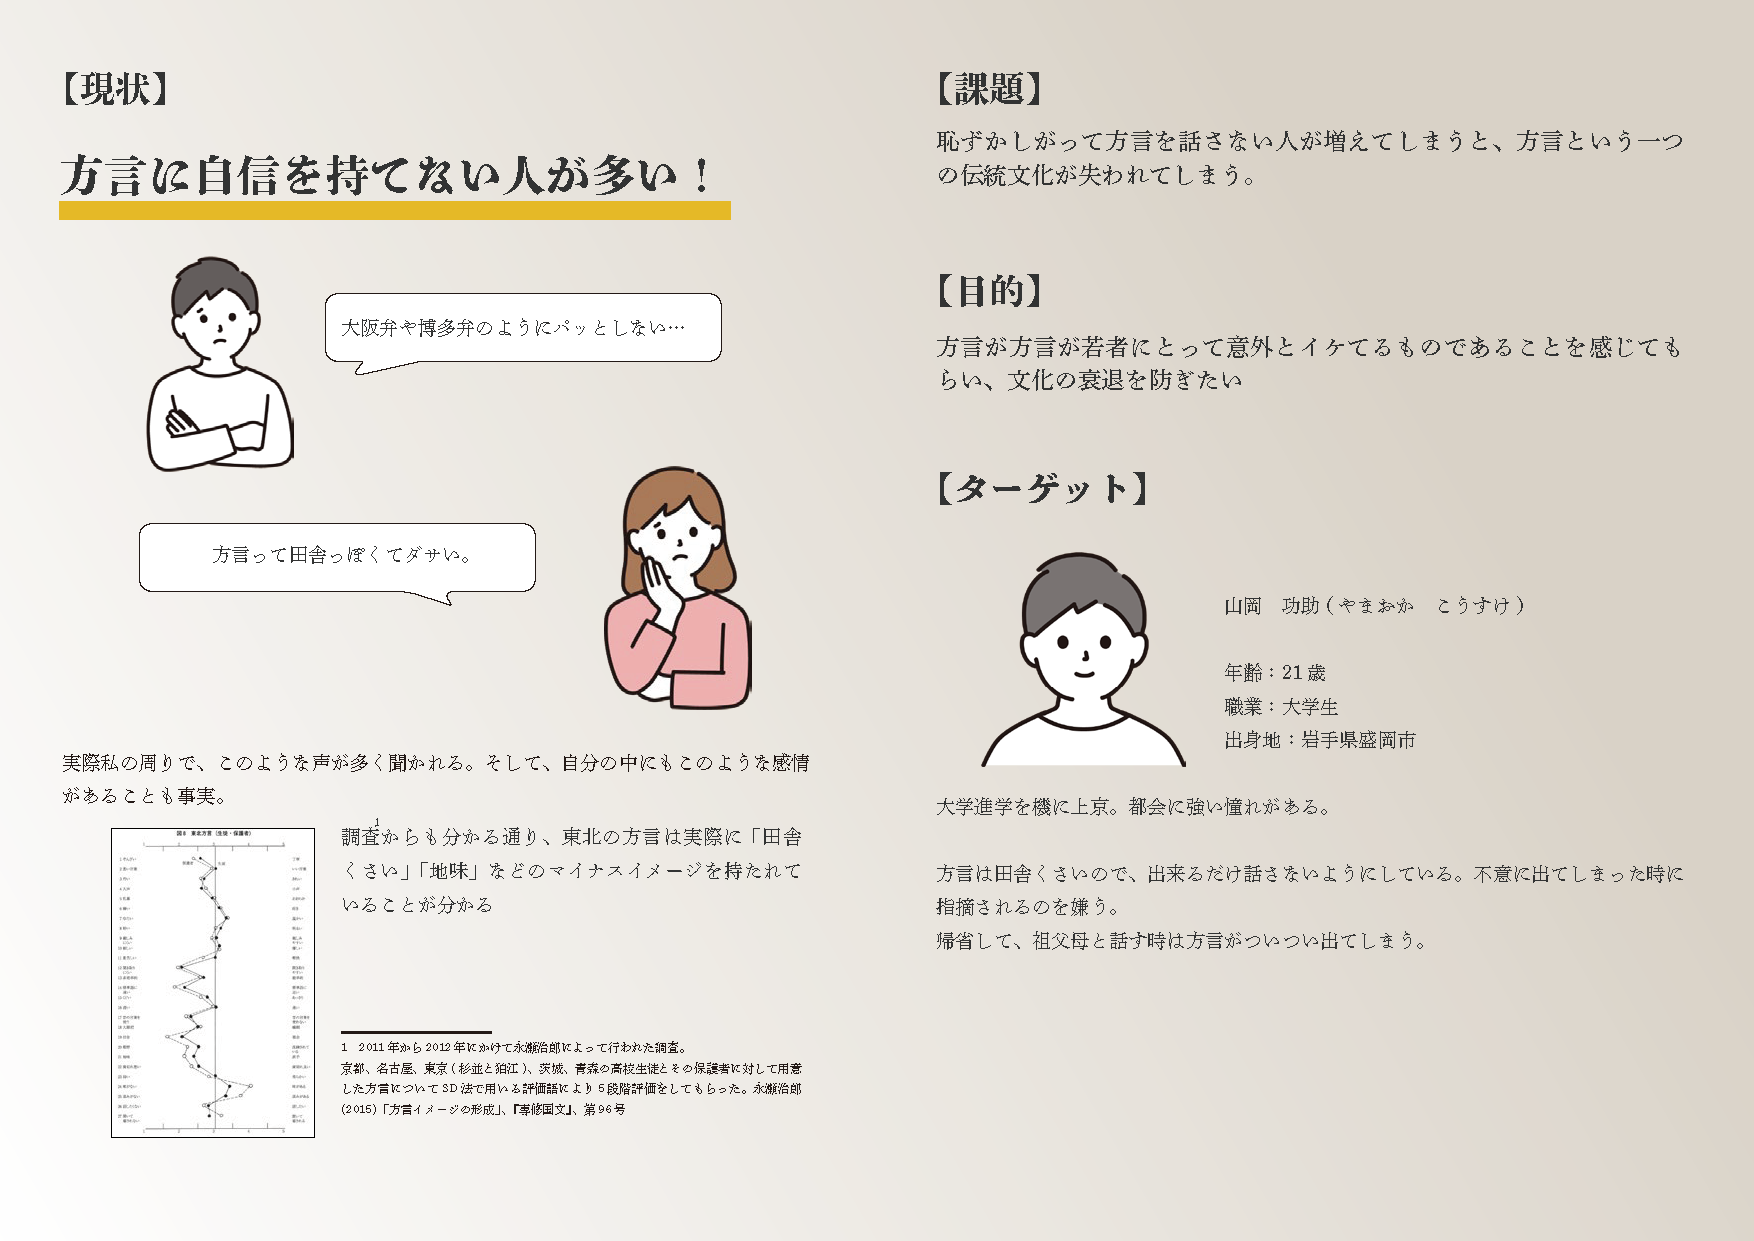 【現状】
方言に自信を持てない人が多い！
大阪弁や博多弁のようにパッとしない…
方言って田舎っぽくてダサい。
実際私の周りで、このような声が多く聞かれる。そして、自分の中にもこのような感情
があることも事実。
図8 東北方言（生徒・保護者）
調査1からも分かる通り、東北の方言は実際に「田舎
くさい」「地味」などのマイナスイメージを持たれて
いることが分かる
1　2011年から2012年にかけて永瀬治郎によって行われた調査。
京都、名古屋、東京(杉並と狛江)、茨城、青森の高校生徒とその保護者に対して用意
した方言についてSD法で用いる評価語により5段階評価をしてもらった。永瀬治郎
(2015)「方言イメージの形成」、『専修国文』、第96号
【課題】
恥ずかしがって方言を話さない人が増えてしまうと、方言という一つ
の伝統文化が失われてしまう。
【目的】
方言が方言が若者にとって意外とイケてるものであることを感じても
らい、文化の衰退を防ぎたい
【ターゲット】
山岡　功助(やまおか　こうすけ)
年齢：21歳
職業：大学生
出身地：岩手県盛岡市
大学進学を機に上京。都会に強い憧れがある。
方言は田舎くさいので、出来るだけ話さないようにしている。不意に出てしまった時に
指摘されるのを嫌う。
帰省して、祖父母と話す時は方言がついつい出てしまう。